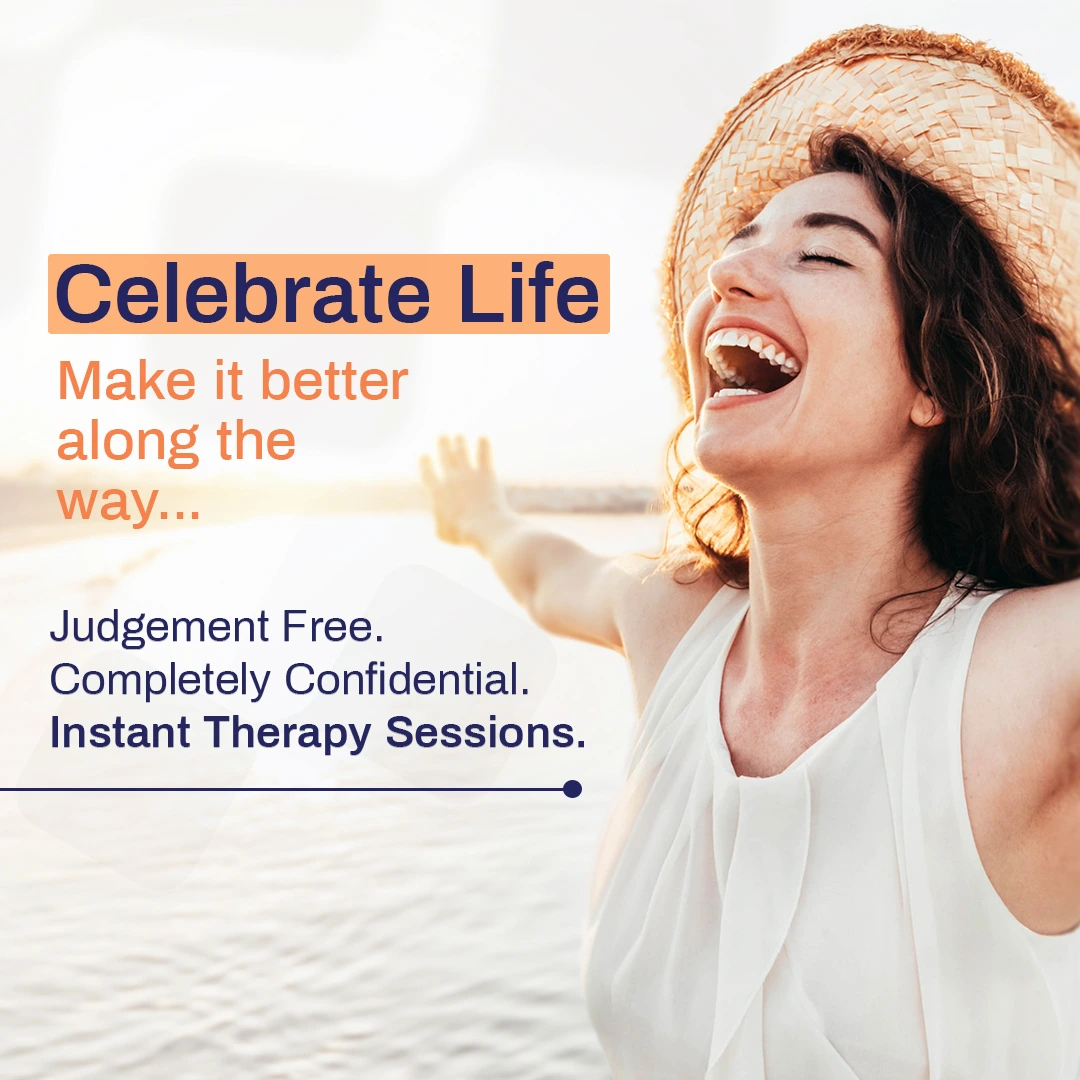 Celebrate Life
Make it better
along the
way...
Judgement Free.
Completely Confidential.
Instant Therapy Sessions.